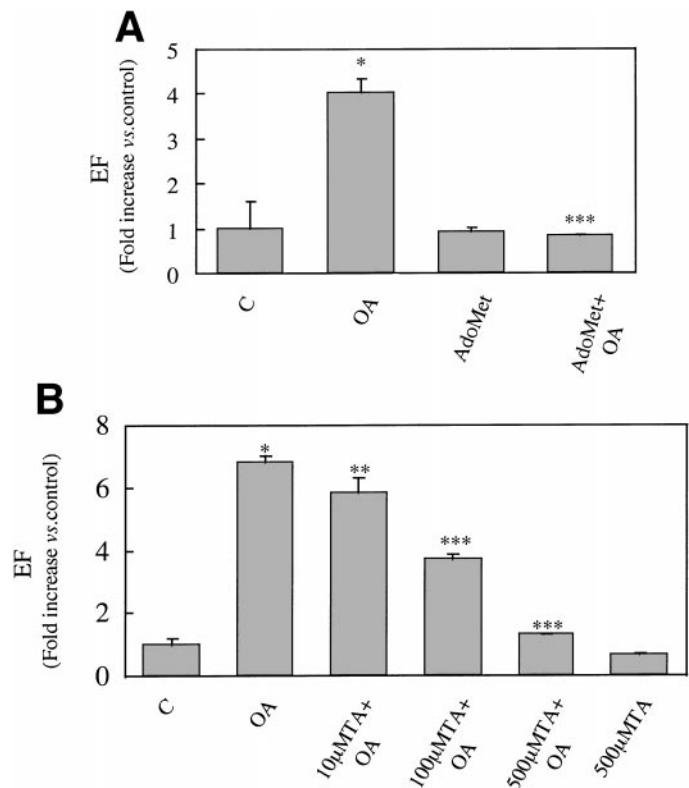 A
EF
(Fold increase vs.control)
5
4
3
2
1
0
*
***
C
OA
AdoMet
AdoMet+
OA
B
EF
(Fold increase vs.control)
8
6
4
2
0
*
**
***
***
C
OA
10μMTA+
OA
100μMTA+
OA
500μMTA+
OA
500μMTA